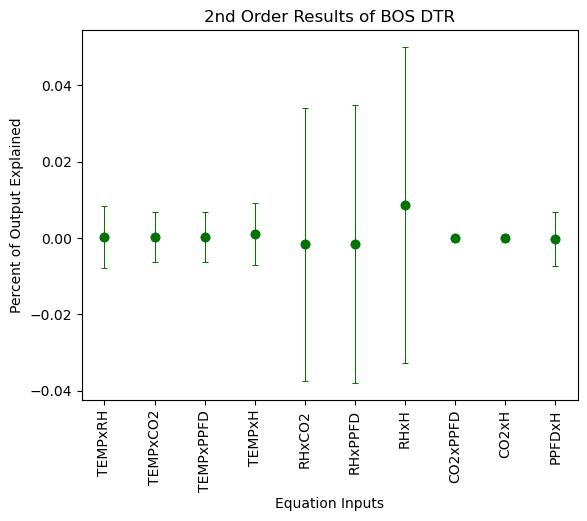 2nd Order Results of BOS DTR
Percent of Output Explained
0.04
0.02
0.00
−0.02
−0.04
TEMPxRH
TEMPxCO2
TEMPxPPFD
TEMPxH
RHxCO2
RHxPPFD
RHxH
CO2xPPFD
CO2xH
PPFDxH
Equation Inputs